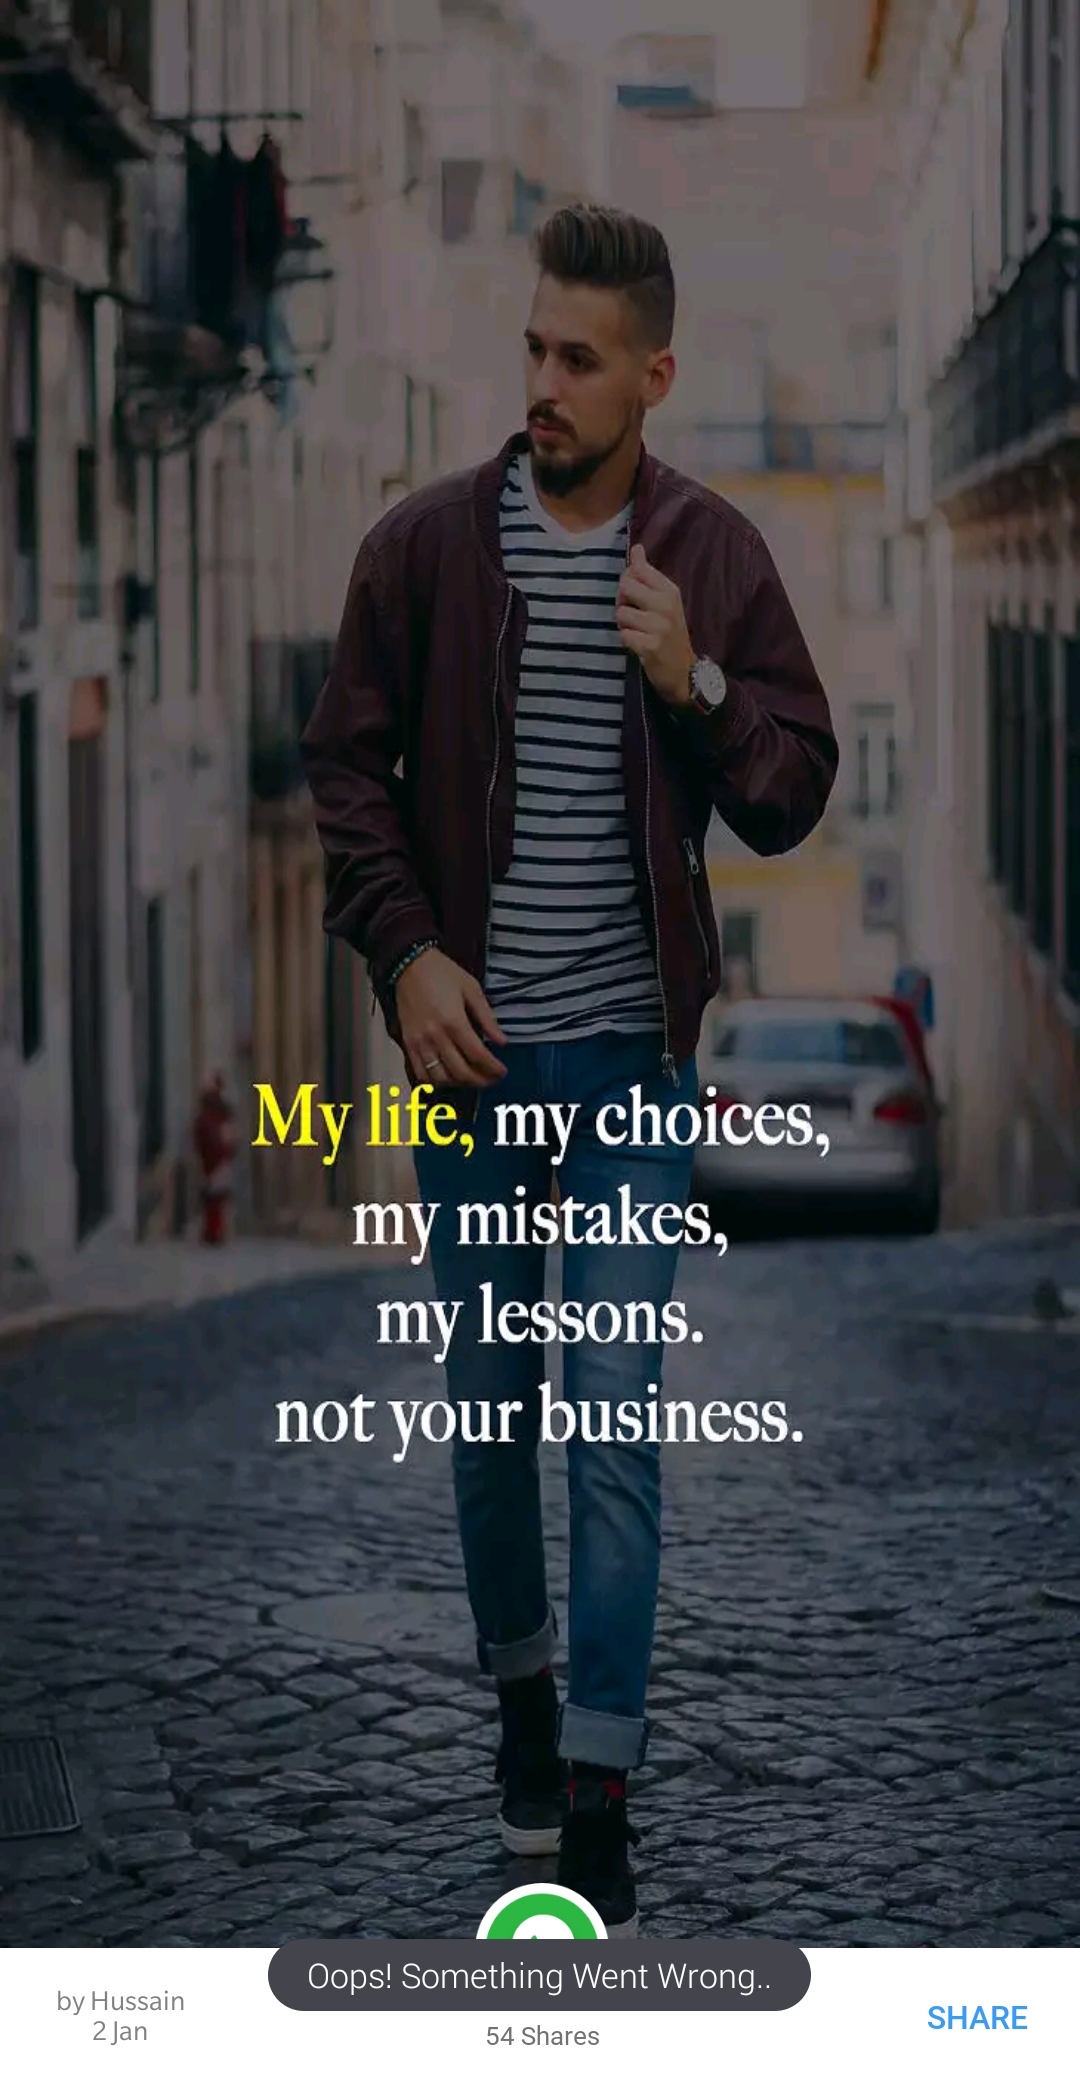 My life, my choices,
my mistakes,
my lessons.
not your business.
Oops! Something Went Wrong..
by Hussain
2 Jan
54 Shares
SHARE